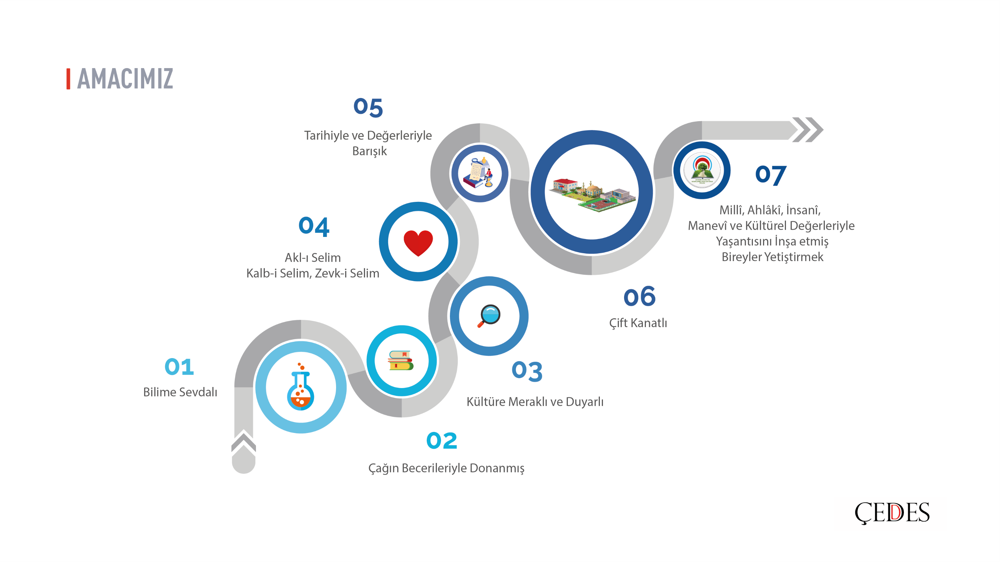 AMACIMIZ
01
Bilime Sevdalı
02
Çağın Becerileriyle Donanmış
03
Kültüre Meraklı ve Duyarlı
04
Akl-ı Selim
Kalb-i Selim, Zevk-i Selim
05
Tarihiyle ve Değerleriyle
Barışık
06
Çift Kanatlı
07
Millî, Ahlâkî, İnsanî,
Manevî ve Kültürel Değerleriyle
Yaşantısını İnşa etmiş
Bireyler Yetiştirmek
ÇEDES